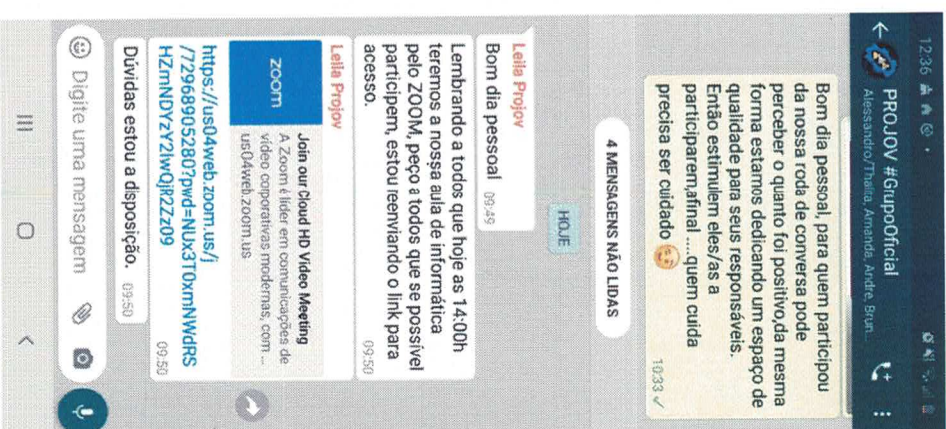 12:36
PROJOV #GrupoOficial
Alessandro/Thalita, Amanda, Andre, Brun...
Bom dia pessoal, para quem participou
da nossa roda de conversa pode
perceber o quanto foi positivo,da mesma
forma estamos dedicando um espaço de
qualidade para seus responsáveis.
Então estimulem eles/as a
participarem,afinal ....quem cuida
precisa ser cuidado
10:33
4 MENSAGENS NÃO LIDAS
HOJE
Leila Projov
Bom dia pessoal
09:49
Lembrando a todos que hoje as 14:00h
teremos a nossa aula de informática
pelo ZOOM, peço a todos que se possivel
participem, estou reenviando o link para
acesso.
09:50
Leila Projov
zoom
Join our Cloud HD Video Meeting
A Zoom é líder em comunicações de
vídeo coporativas modernas, com ...
us04web.zoom.us
https://us04web.zoom.us/j
/72968905280?pwd=NUx3T0xmNWdRS
HZmNDYzY2IwQjR2Zz09
09:50
Dúvidas estou a disposição.
09:50
Digite uma mensagem